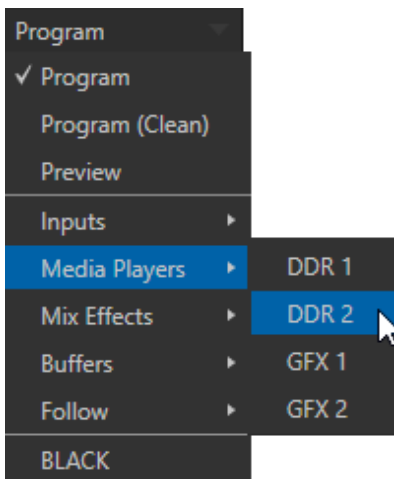 Program
✓ Program
Program (Clean)
Preview
Inputs
Media Players
Mix Effects
Buffers
Follow
BLACK
DDR 1
DDR 2
GFX 1
GFX 2